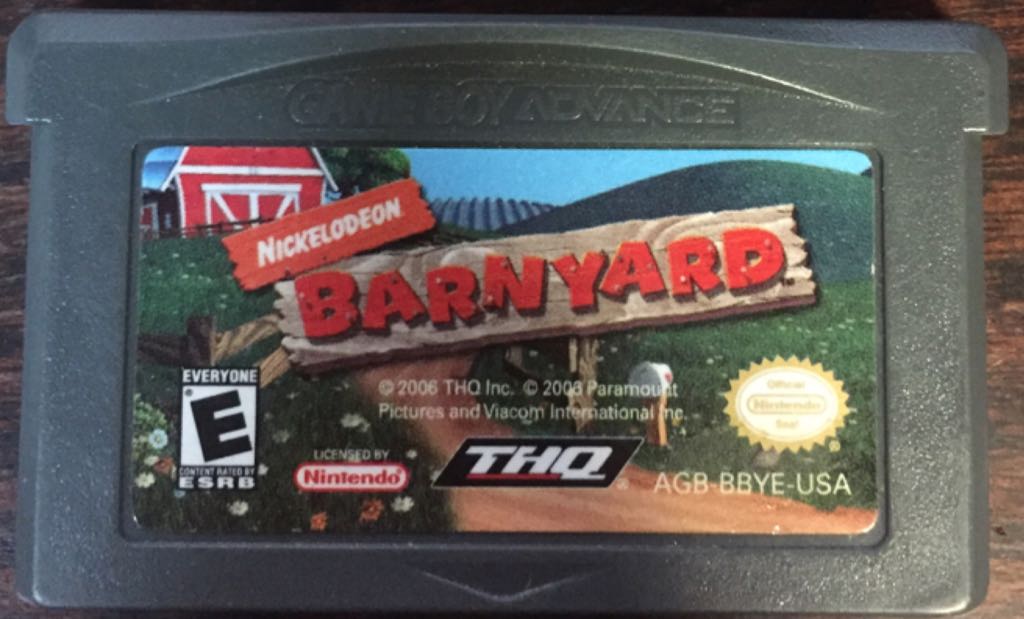 GAME BOY ADVANCE
NICKELODEON
BARNYARD™
EVERYONE
E
CONTENT RATED BY
ESRB
© 2006 THQ Inc. © 2006 Paramount
Pictures and Viacom International Inc.
LICENSED BY
Nintendo®
THQ®
Official
Nintendo
Seal
AGB-BBYE-USA